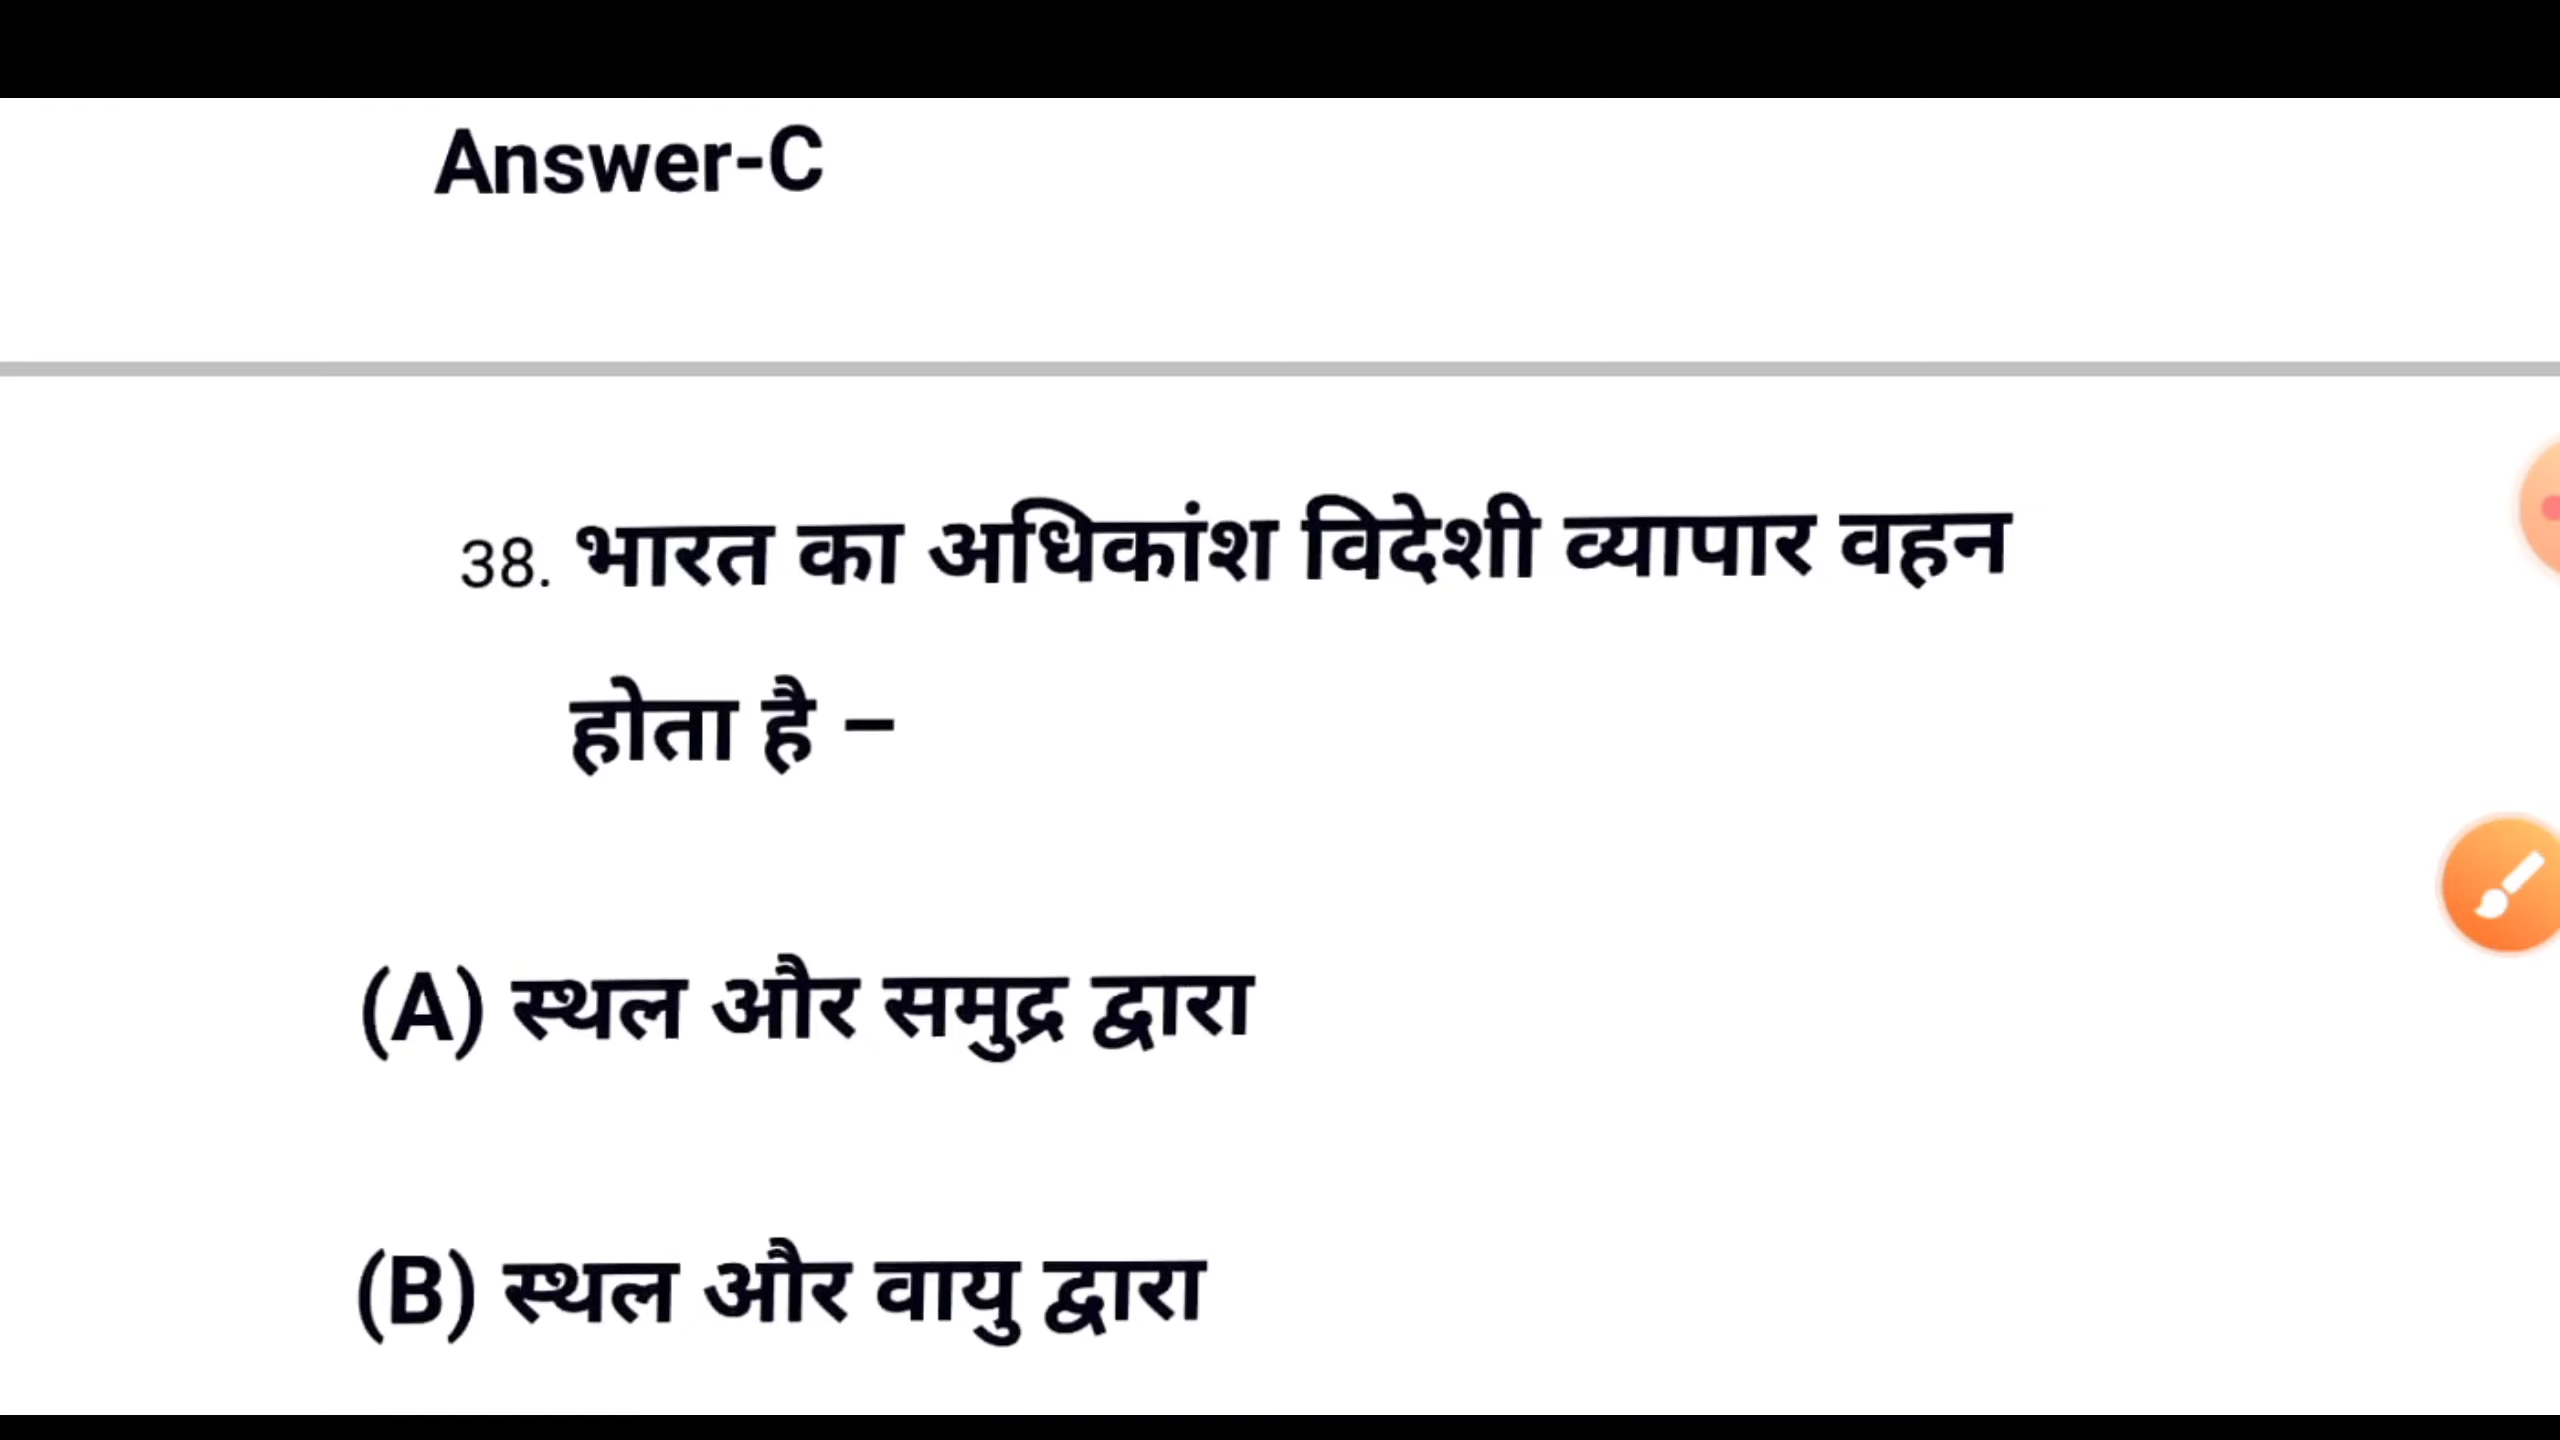 Answer-C
38. भारत का अधिकांश विदेशी व्यापार वहन
होता है –
(A) स्थल और समुद्र द्वारा
(B) स्थल और वायु द्वारा